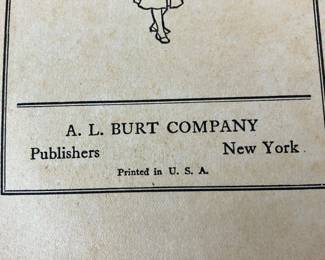 A. L. BURT COMPANY
Publishers New York
Printed in U. S. A.